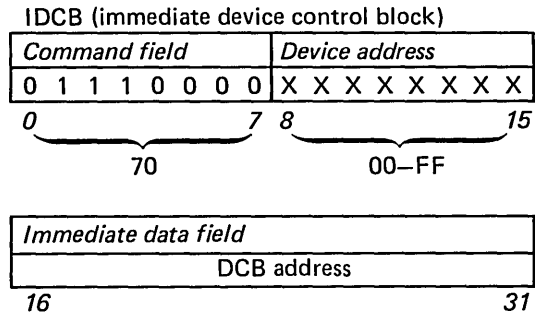 IDCB (immediate device control block)
Command field Device address
0 1 1 1 0 0 0 0 X X X X X X X X
0 7 8 15
70 00–FF
Immediate data field
DCB address
16 31